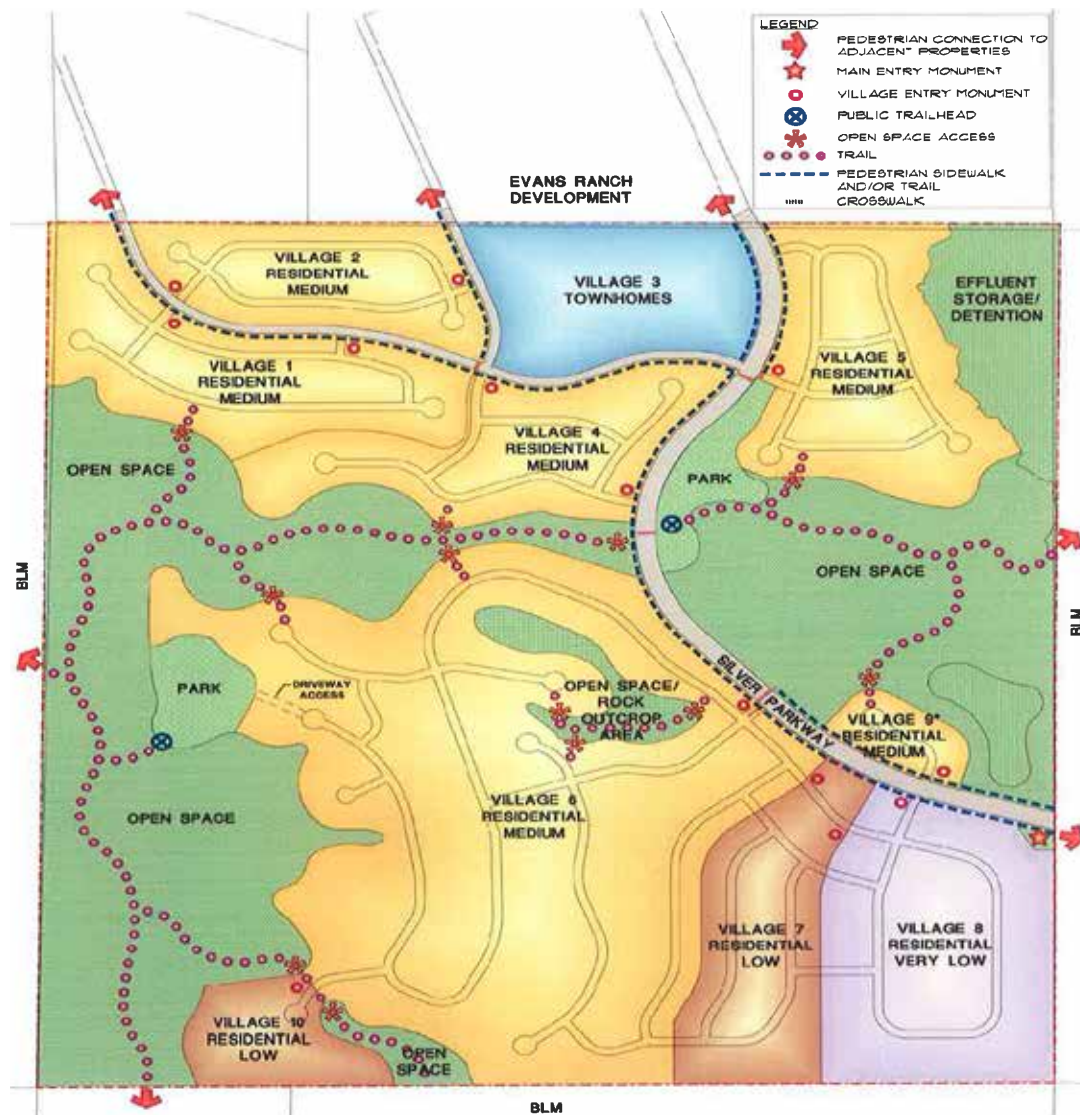 LEGEND
PEDESTRIAN CONNECTION TO
ADJACENT PROPERTIES
MAIN ENTRY MONUMENT
VILLAGE ENTRY MONUMENT
PUBLIC TRAILHEAD
OPEN SPACE ACCESS
TRAIL
PEDESTRIAN SIDEWALK
AND/OR TRAIL
CROSSWALK
EVANS RANCH
DEVELOPMENT
VILLAGE 2
RESIDENTIAL
MEDIUM
VILLAGE 3
TOWNHOMES
EFFLUENT
STORAGE/
DETENTION
VILLAGE 1
RESIDENTIAL
MEDIUM
VILLAGE 5
RESIDENTIAL
MEDIUM
VILLAGE 4
RESIDENTIAL
MEDIUM
OPEN SPACE
PARK
OPEN SPACE
BLM
BLM
PARK
DRIVEWAY
ACCESS
OPEN SPACE/
ROCK
OUTCROP
AREA
SILVER PARKWAY
VILLAGE 9*
RESIDENTIAL
MEDIUM
OPEN SPACE
VILLAGE 6
RESIDENTIAL
MEDIUM
VILLAGE 7
RESIDENTIAL
LOW
VILLAGE 8
RESIDENTIAL
VERY LOW
VILLAGE 10
RESIDENTIAL
LOW
OPEN
SPACE
BLM